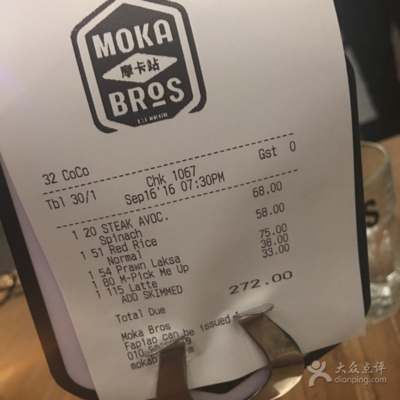 MOKA
摩卡站
BROS
32 CoCo
Tbl 30/1 Chk 1067 Gst 0
Sep16'16 07:30PM
1 20 STEAK AVOC. 68.00
Spinach
1 51 Red Rice 58.00
Normal
1 54 Prawn Laksa 75.00
1 80 M-Pick Me Up 38.00
1 115 Latte 33.00
ADD SKIMMED
Total Due 272.00
Moka Bros
Fapiao can be issued
010
大众点评
dianping.com